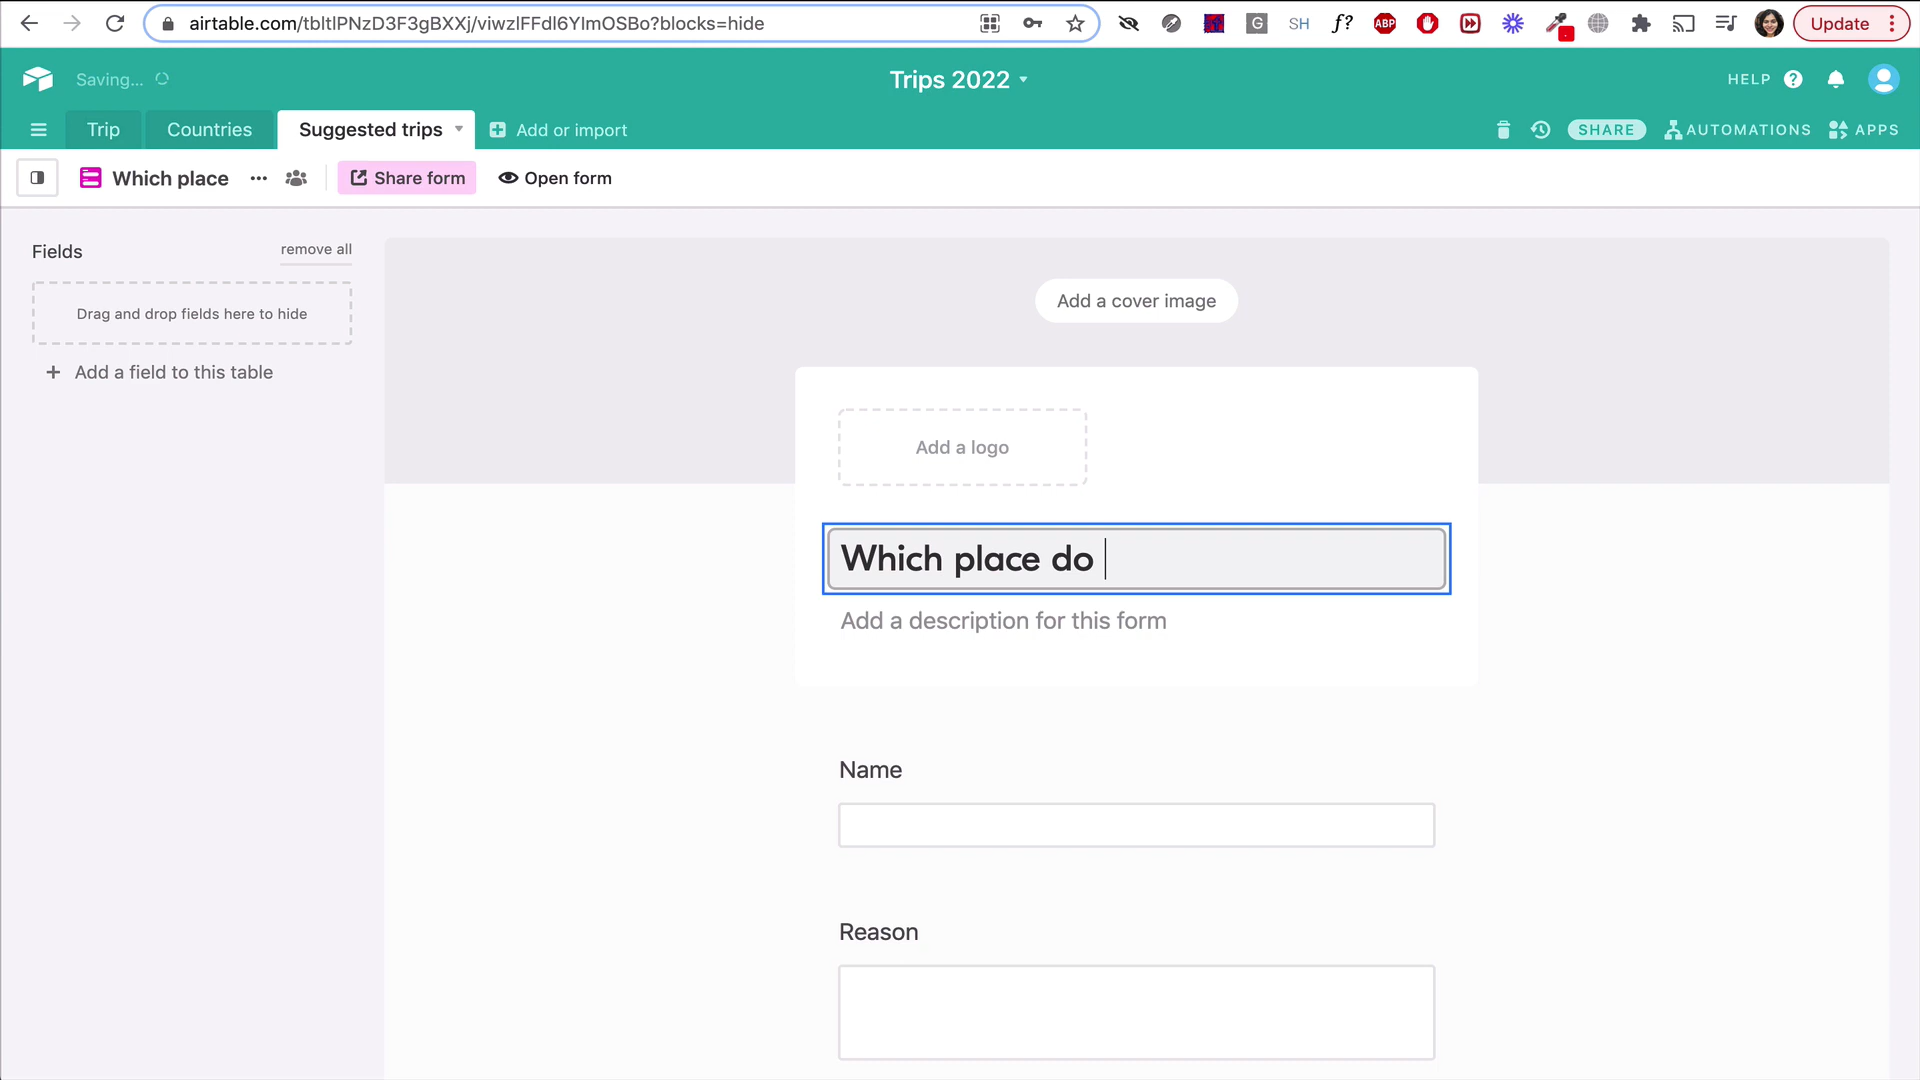 airtable.com/tbltlPNzD3F3gBXXj/viwzlFFdl6YlmOSBo?blocks=hide
G
SH
f?
ABP
Update
Saving...
Trips 2022
HELP
Trip
Countries
Suggested trips
Add or import
SHARE
AUTOMATIONS
APPS
Which place
Share form
Open form
Fields
remove all
Drag and drop fields here to hide
+ Add a field to this table
Add a cover image
Add a logo
Which place do
Add a description for this form
Name
Reason